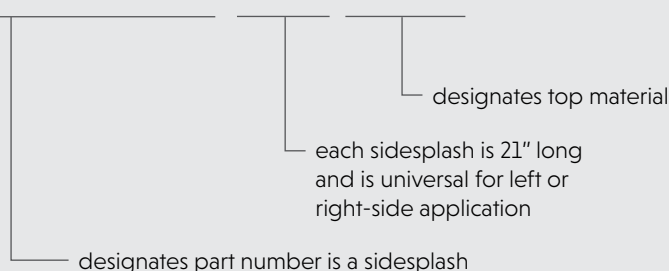 designates top material
each sidesplash is 21" long
and is universal for left or
right-side application
designates part number is a sidesplash